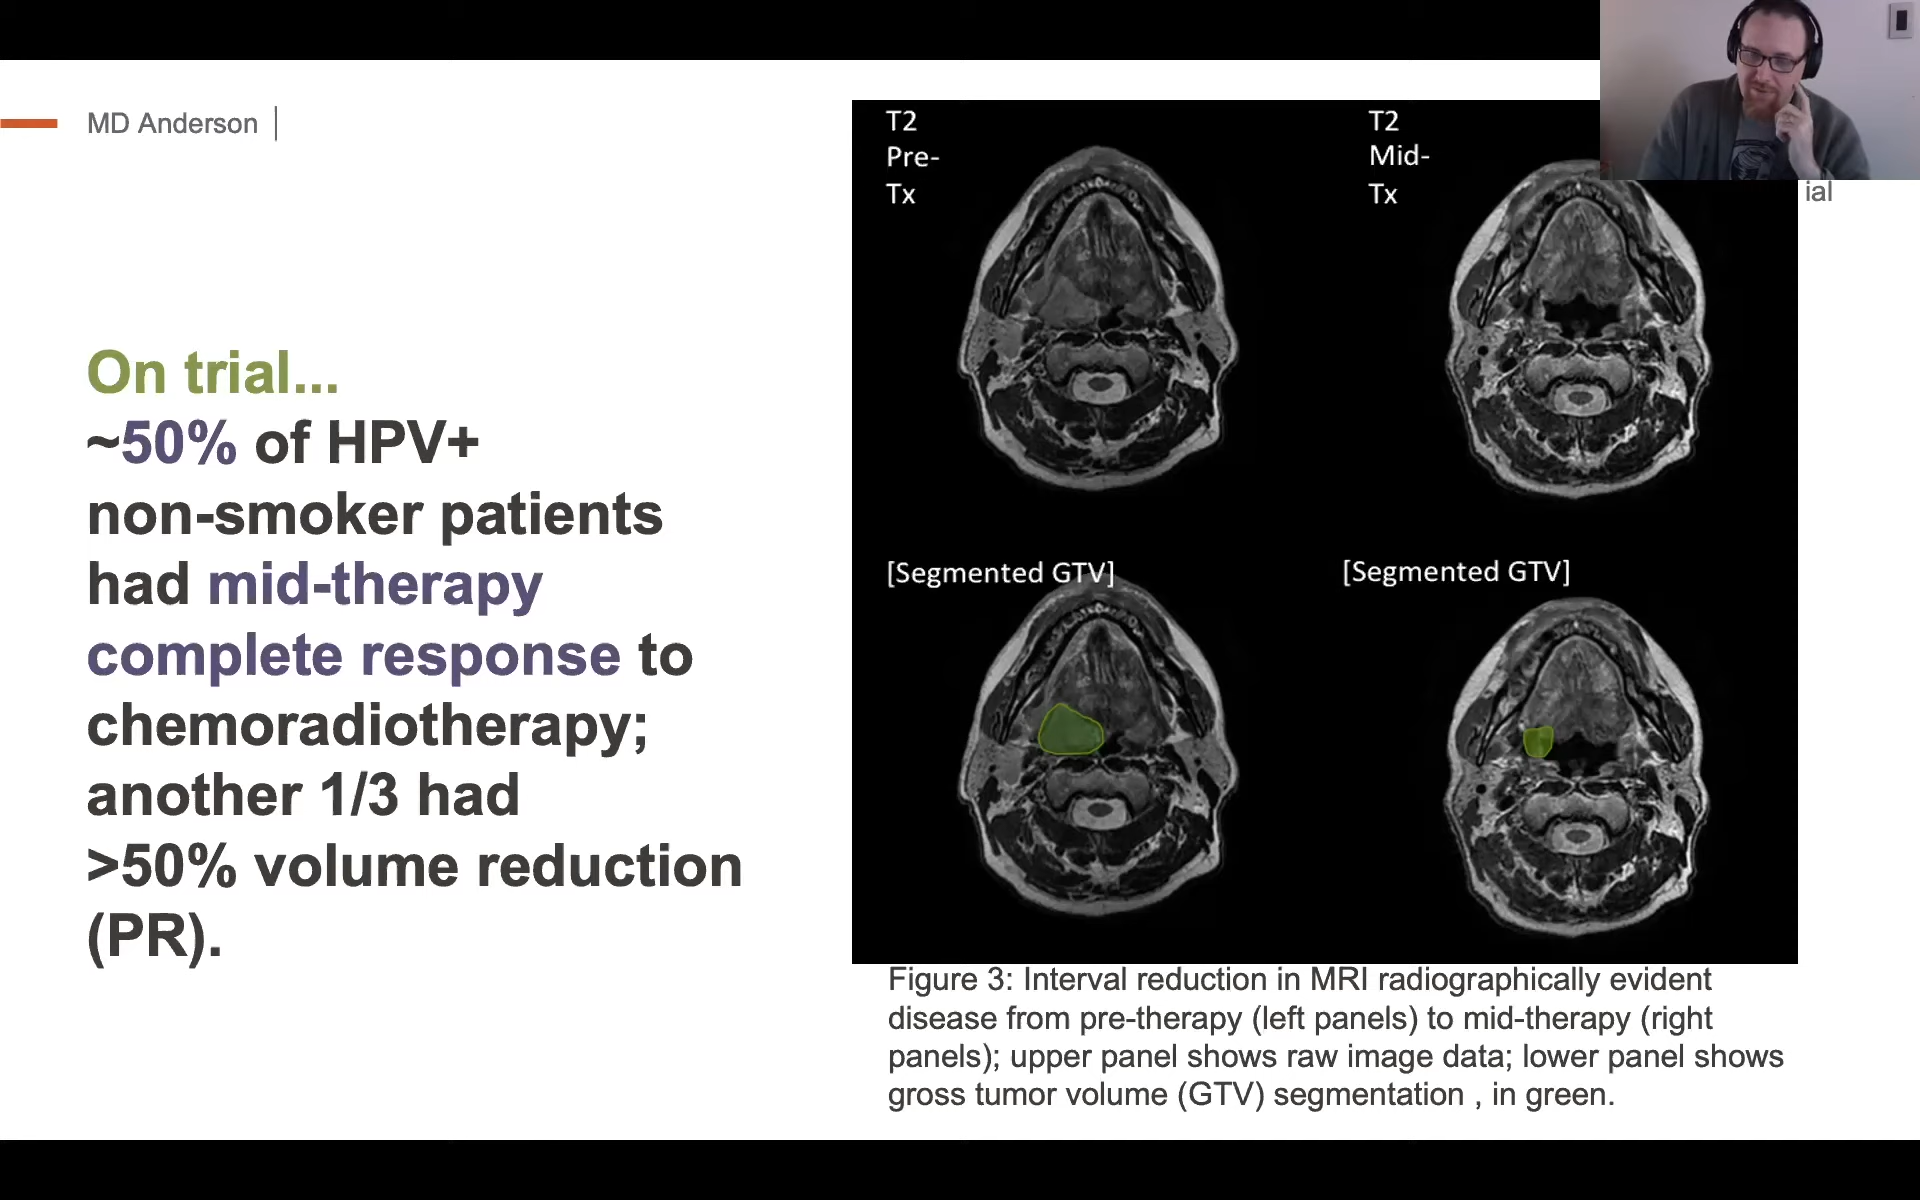 MD Anderson
ial
On trial...
~50% of HPV+
non-smoker patients
had mid-therapy
complete response to
chemoradiotherapy;
another 1/3 had
>50% volume reduction
(PR).
T2
Pre-
Tx
T2
Mid-
Tx
[Segmented GTV]
[Segmented GTV]
Figure 3: Interval reduction in MRI radiographically evident
disease from pre-therapy (left panels) to mid-therapy (right
panels); upper panel shows raw image data; lower panel shows
gross tumor volume (GTV) segmentation , in green.